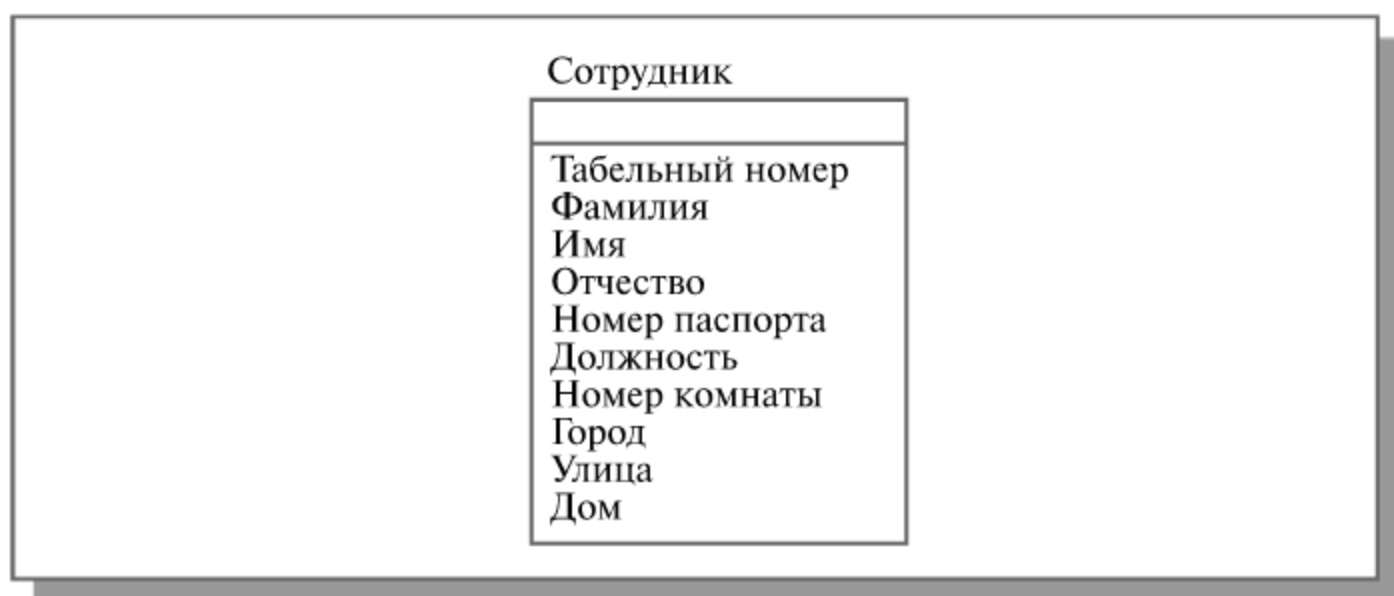 Сотрудник
Табельный номер
Фамилия
Имя
Отчество
Номер паспорта
Должность
Номер комнаты
Город
Улица
Дом